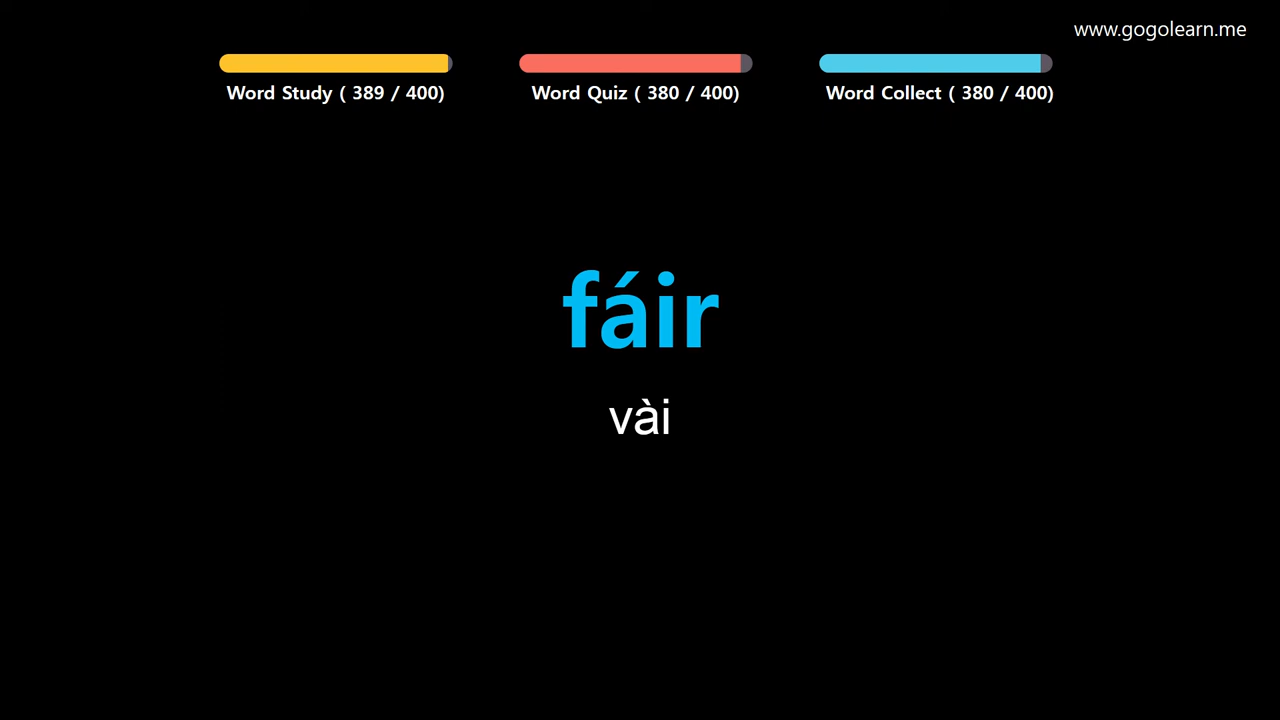 www.gogolearn.me
Word Study ( 389 / 400)
Word Quiz ( 380 / 400)
Word Collect ( 380 / 400)
fáir
vài